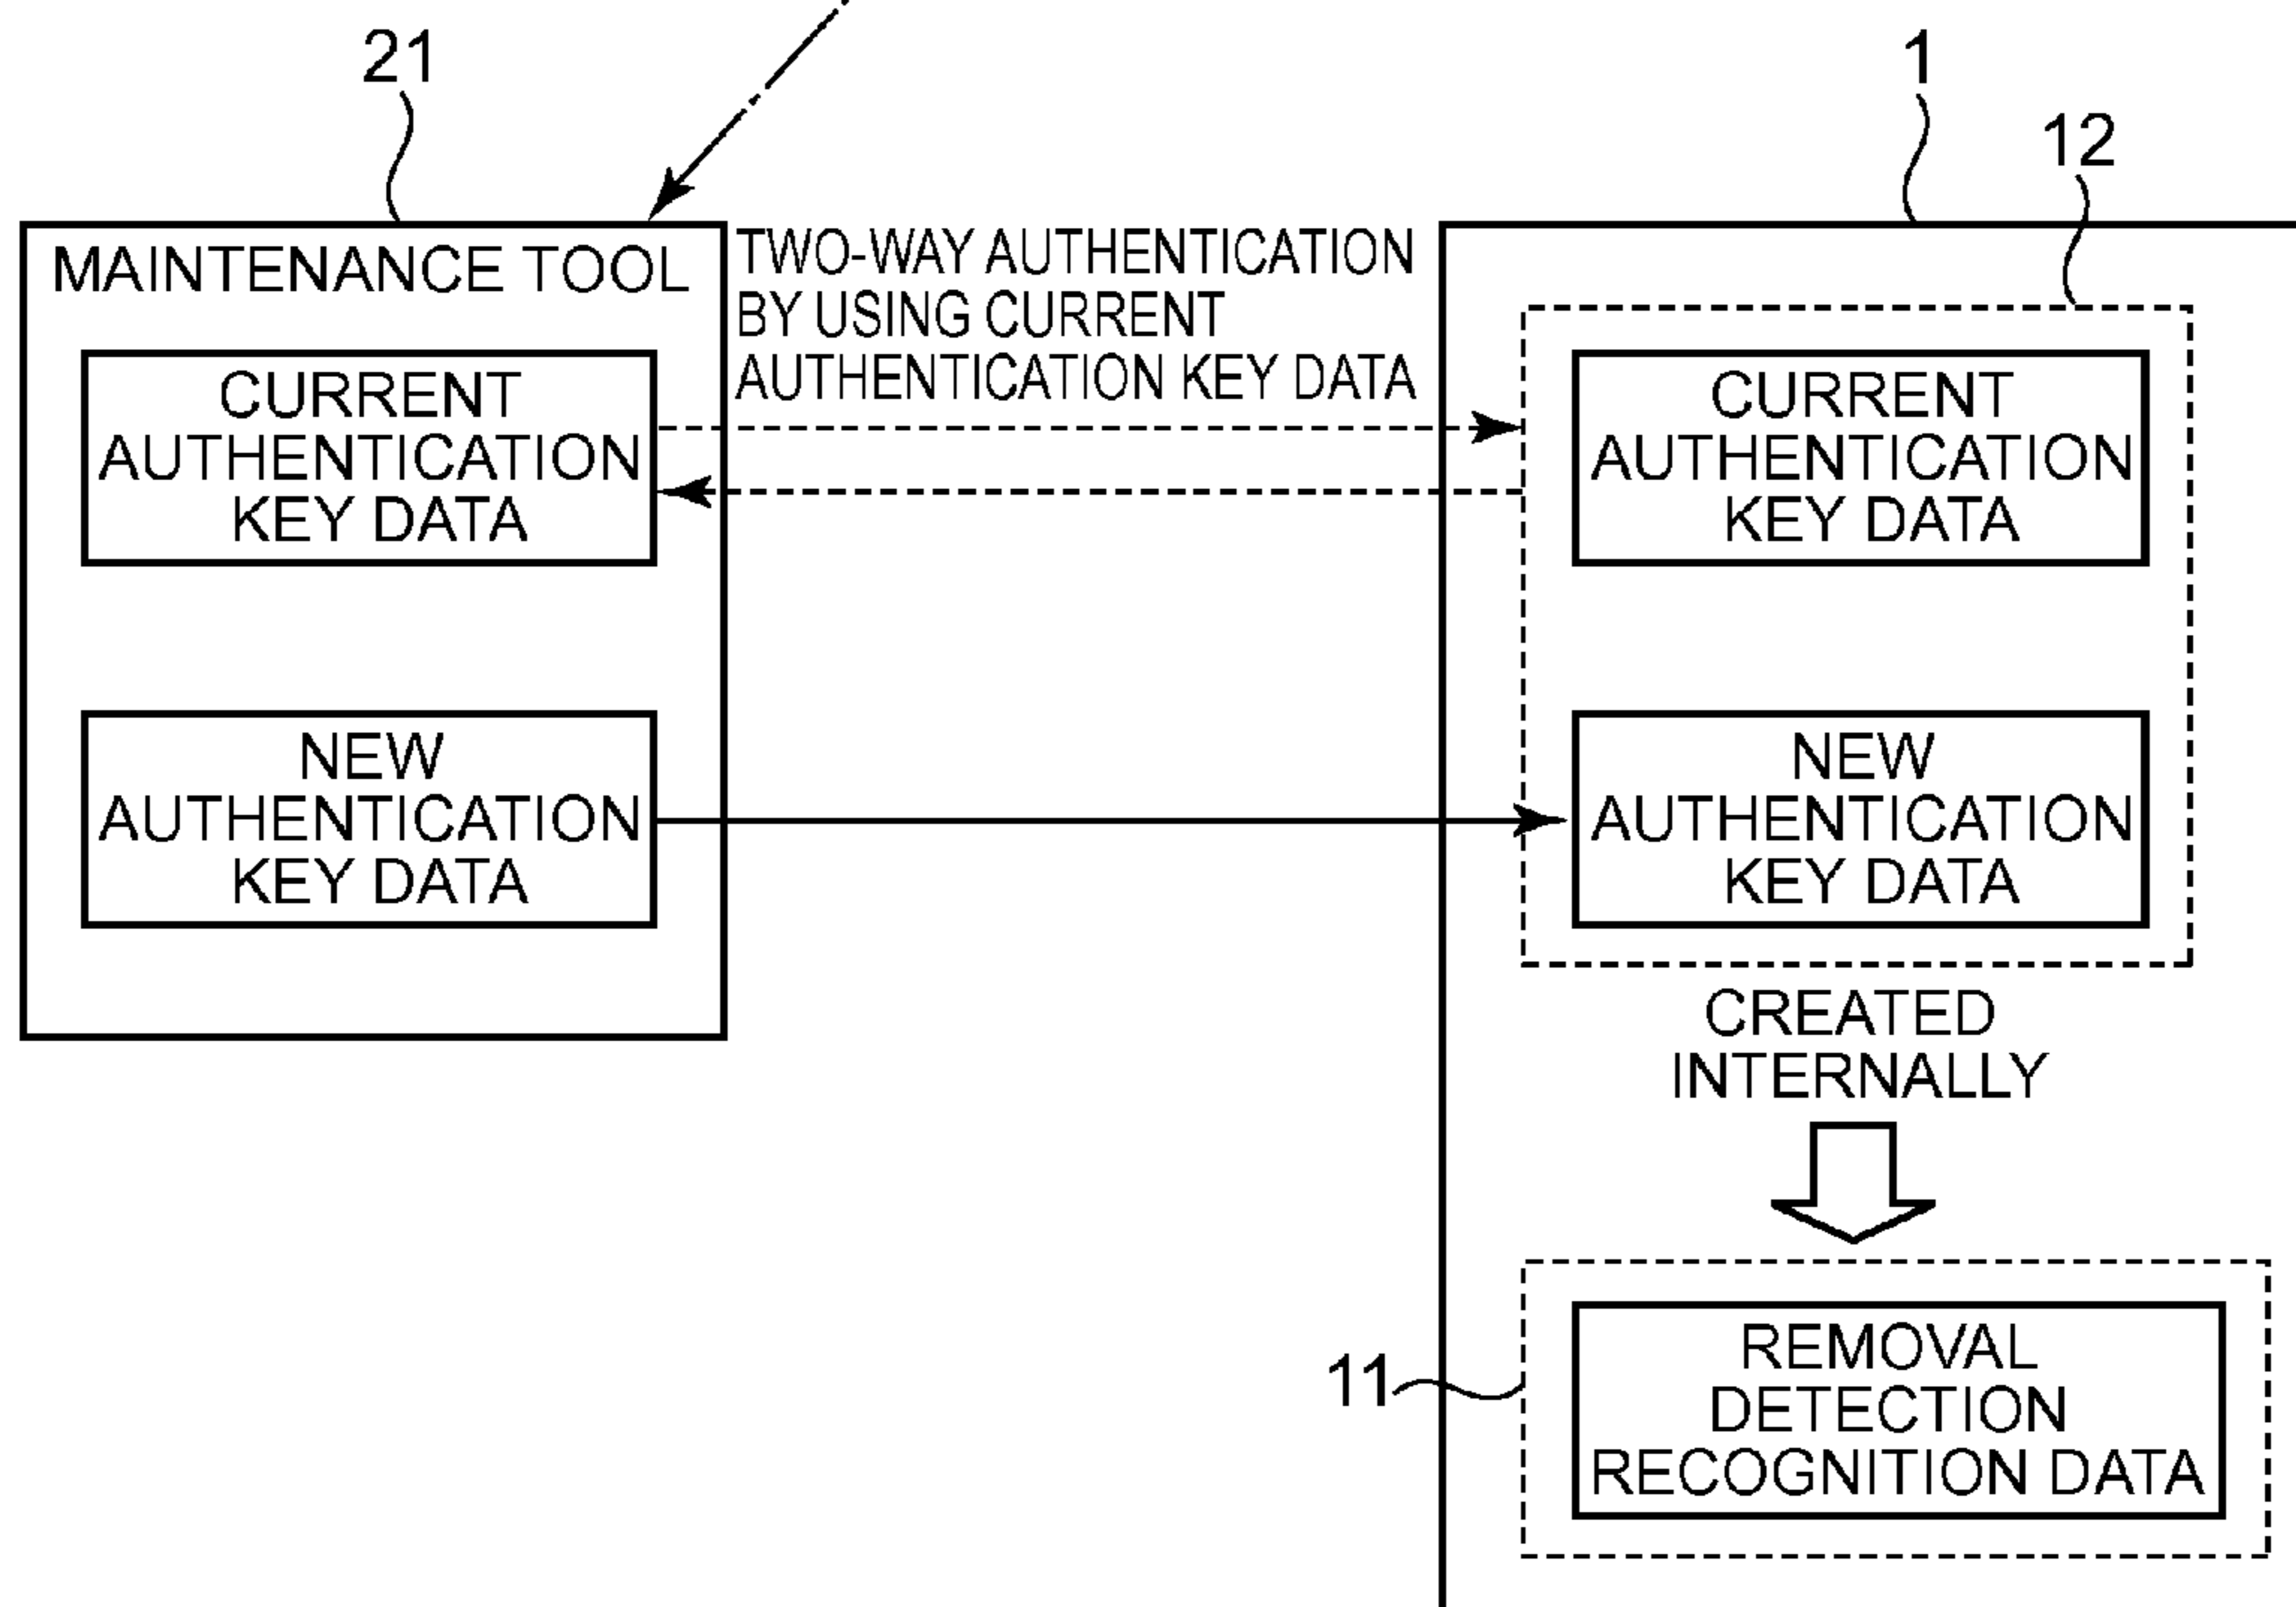 21
1
12
MAINTENANCE TOOL
TWO-WAY AUTHENTICATION
BY USING CURRENT
AUTHENTICATION KEY DATA
CURRENT
AUTHENTICATION
KEY DATA
CURRENT
AUTHENTICATION
KEY DATA
NEW
AUTHENTICATION
KEY DATA
NEW
AUTHENTICATION
KEY DATA
CREATED
INTERNALLY
11
REMOVAL
DETECTION
RECOGNITION DATA